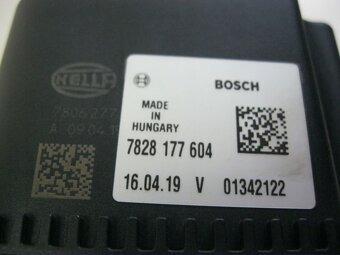 HELLA
BOSCH
MADE
IN
HUNGARY
7828 177 604
16.04.19 V 01342122